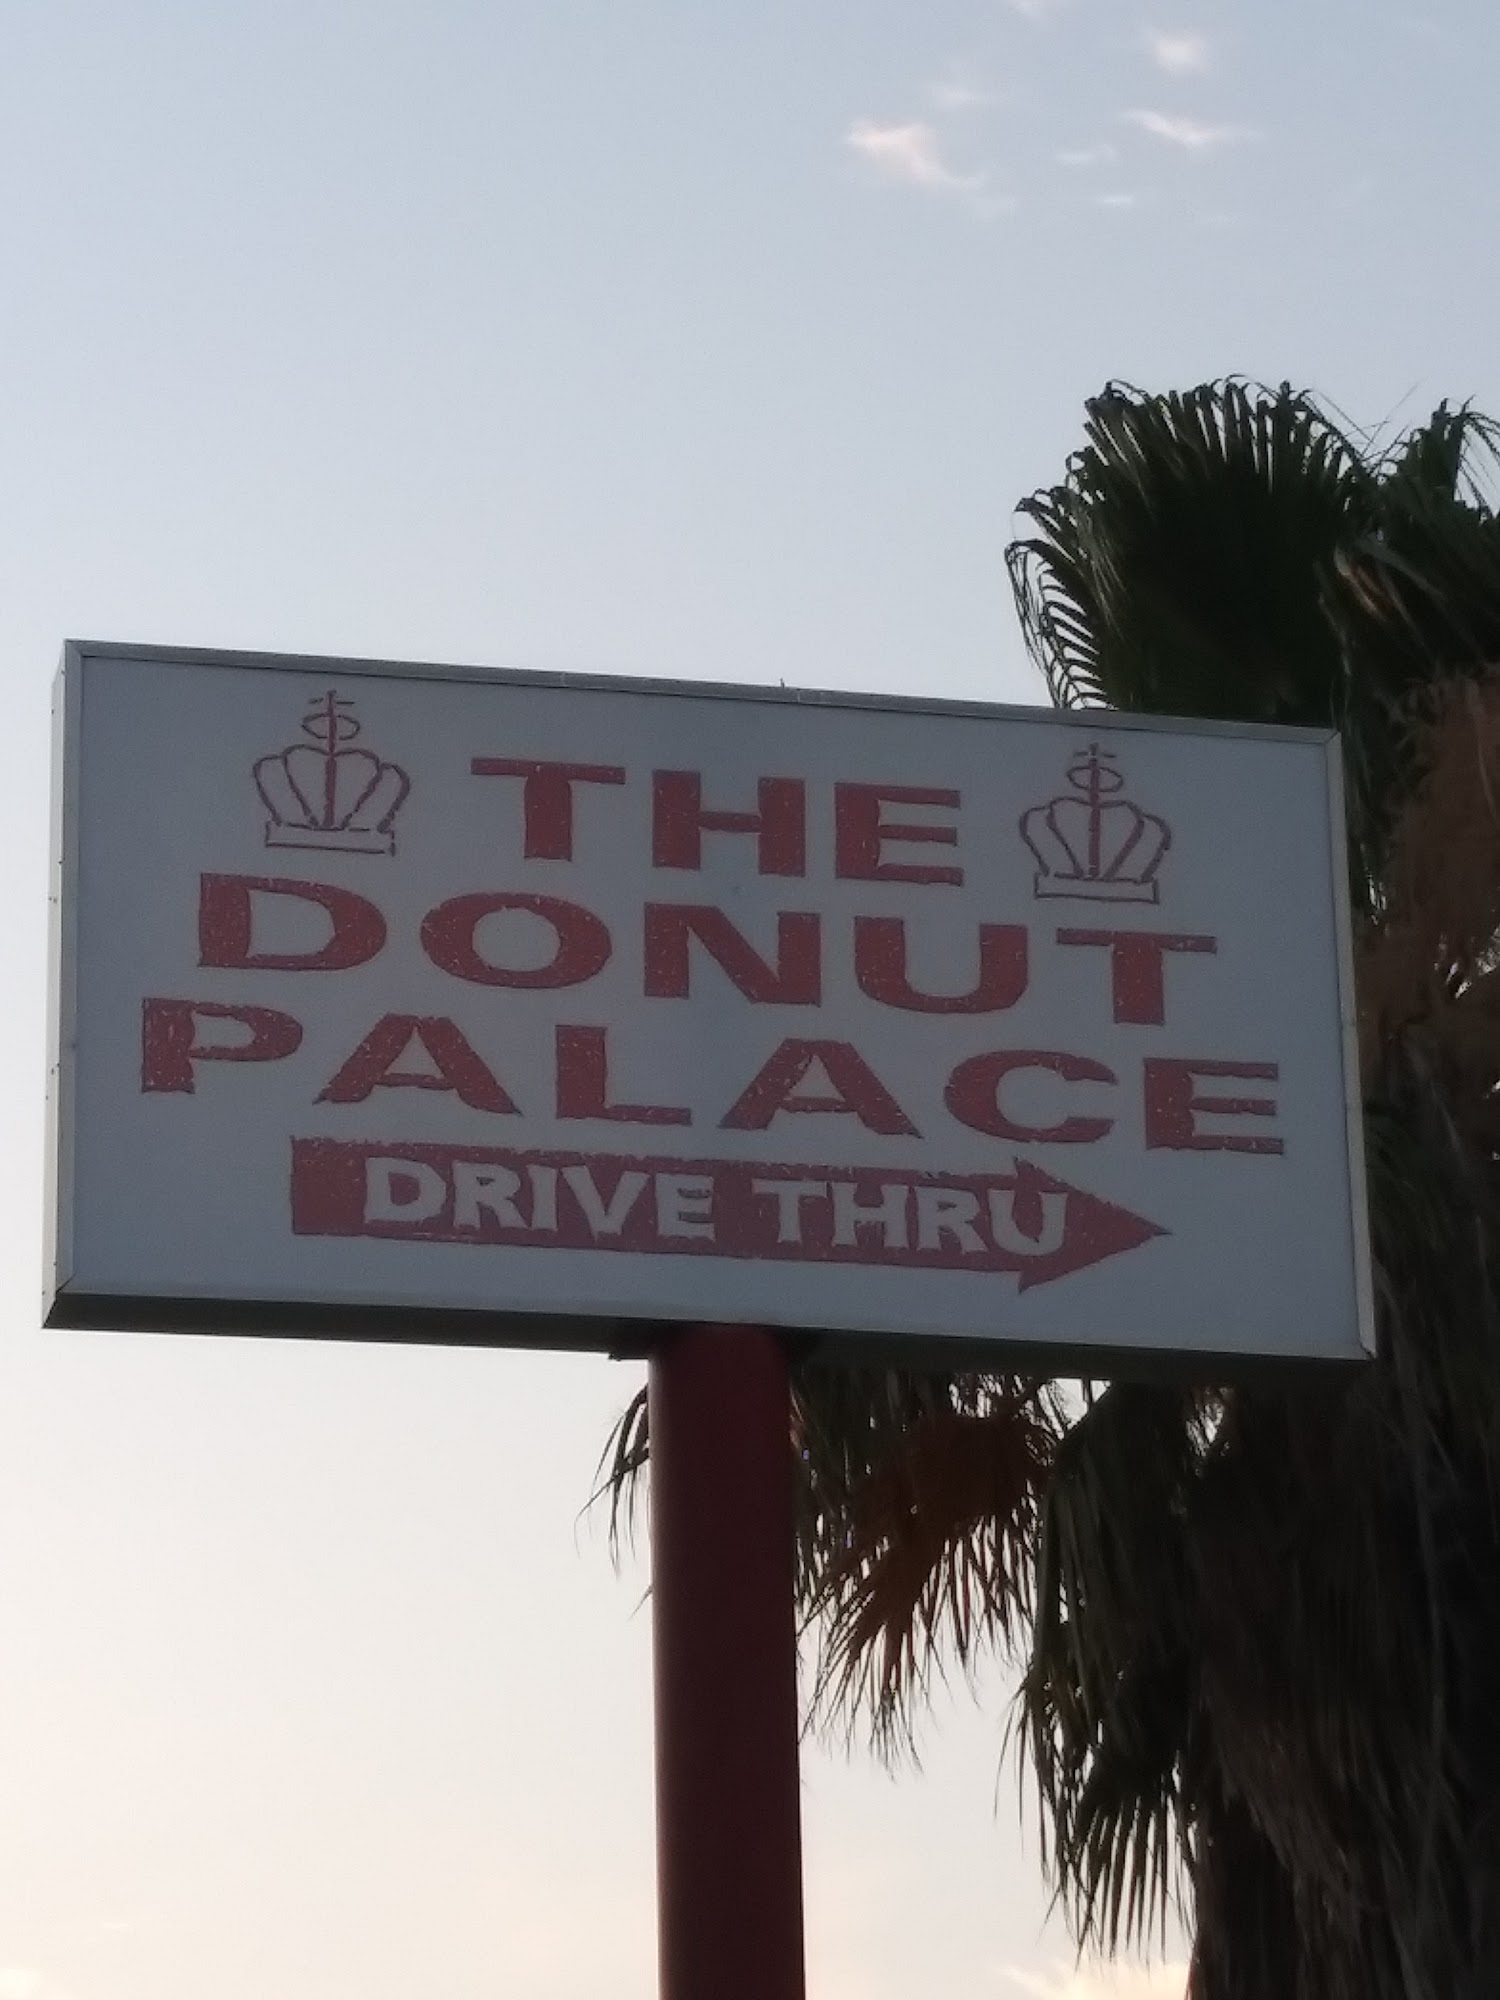 THE
DONUT
PALACE
DRIVE THRU